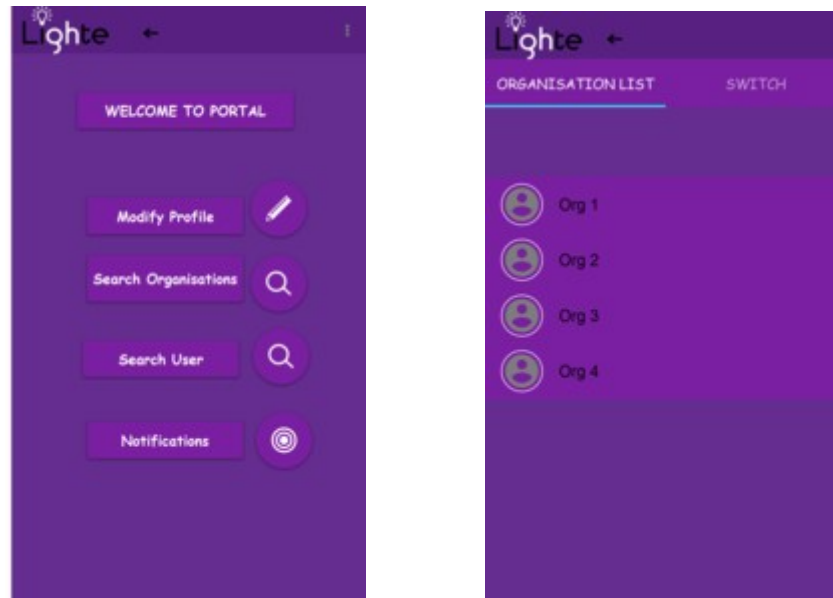 Lighte
WELCOME TO PORTAL
Modify Profile
Search Organisations
Search User
Notifications
Lighte
ORGANISATION LIST SWITCH
Org 1
Org 2
Org 3
Org 4